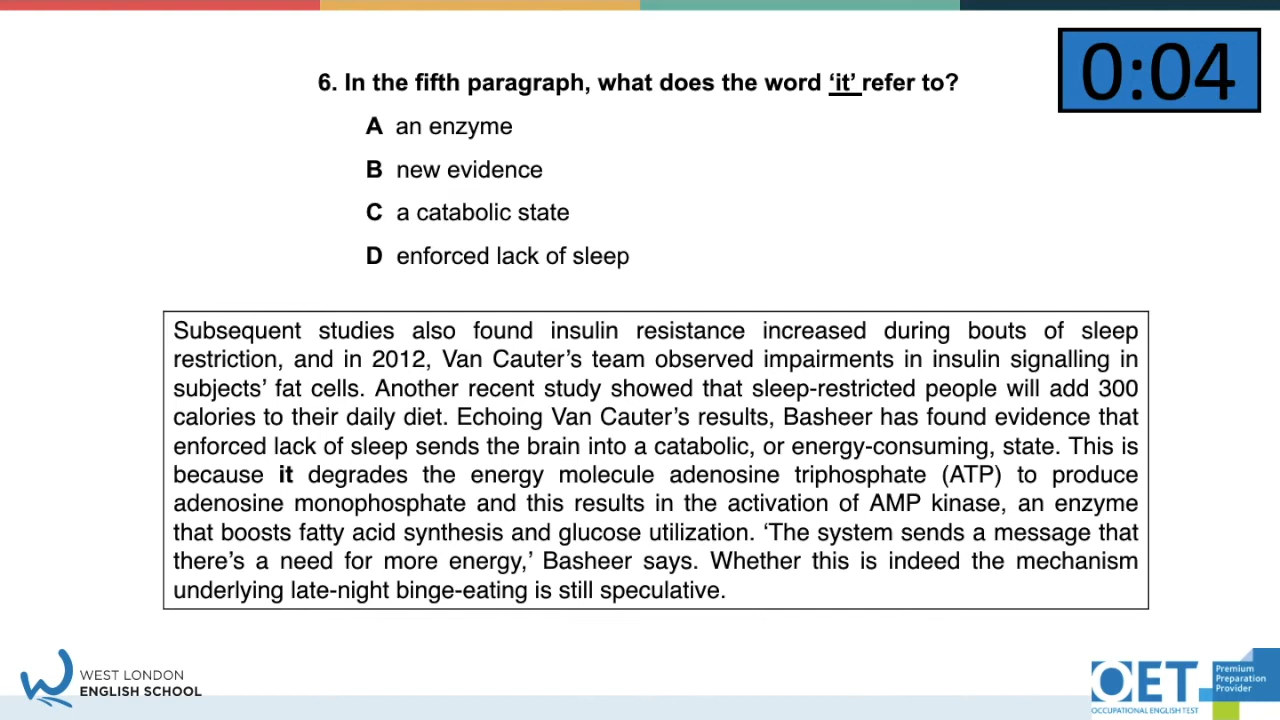 0:04
6. In the fifth paragraph, what does the word ‘it’ refer to?
A an enzyme
B new evidence
C a catabolic state
D enforced lack of sleep
Subsequent studies also found insulin resistance increased during bouts of sleep
restriction, and in 2012, Van Cauter’s team observed impairments in insulin signalling in
subjects’ fat cells. Another recent study showed that sleep-restricted people will add 300
calories to their daily diet. Echoing Van Cauter’s results, Basheer has found evidence that
enforced lack of sleep sends the brain into a catabolic, or energy-consuming, state. This is
because it degrades the energy molecule adenosine triphosphate (ATP) to produce
adenosine monophosphate and this results in the activation of AMP kinase, an enzyme
that boosts fatty acid synthesis and glucose utilization. ‘The system sends a message that
there’s a need for more energy,’ Basheer says. Whether this is indeed the mechanism
underlying late-night binge-eating is still speculative.
WEST LONDON
ENGLISH SCHOOL
OET
OCCUPATIONAL ENGLISH TEST
Premium
Preparation
Provider